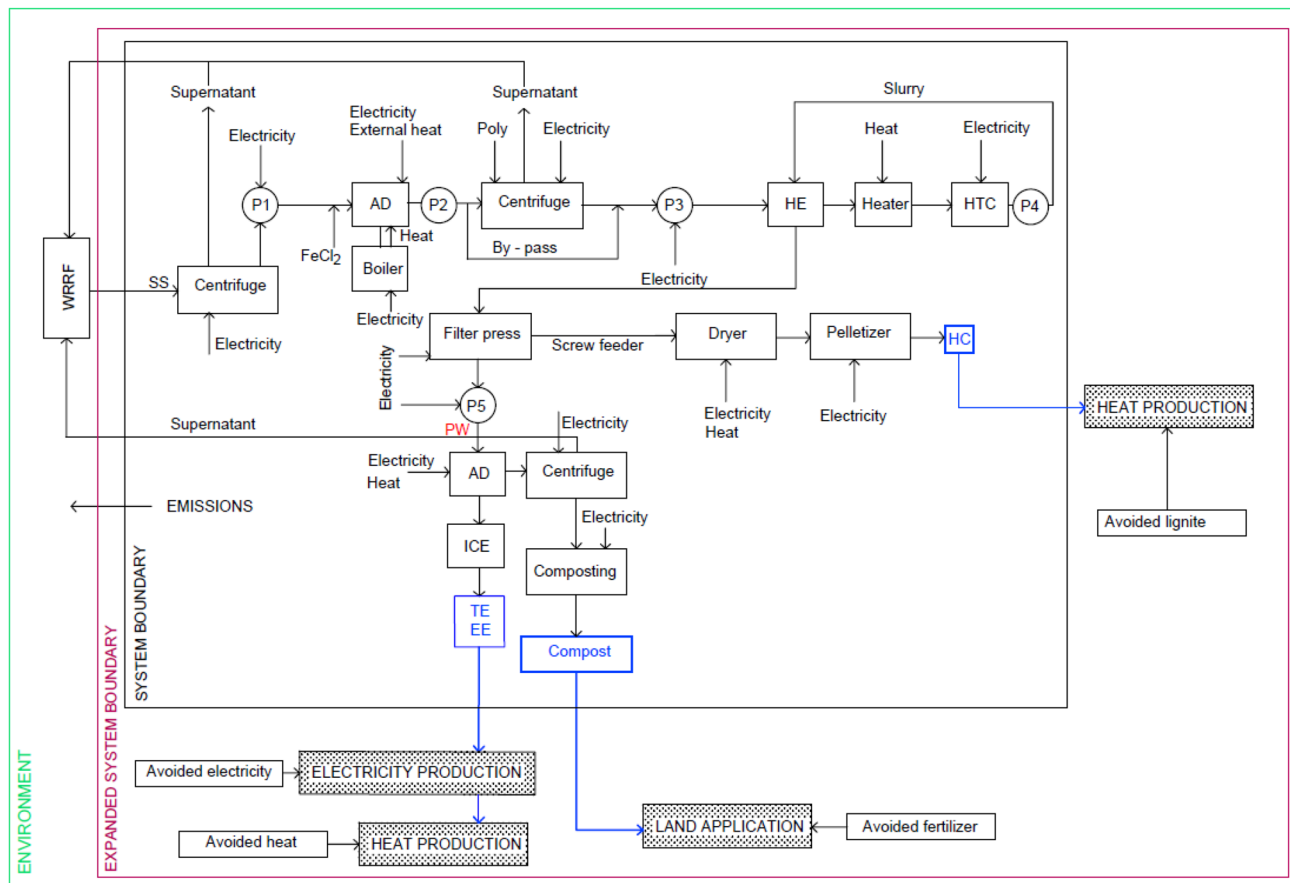 Supernatant
Supernatant
Slurry
Electricity
External heat
Electricity
Poly
Electricity
Heat
Electricity
P1
AD
P2
Centrifuge
P3
HE
Heater
HTC
P4
Heat
By - pass
FeCl2
Boiler
WRRF
SS
Centrifuge
Electricity
Electricity
Electricity
Filter press
Screw feeder
Dryer
Pelletizer
HC
Electricity
Electricity
Heat
Electricity
HEAT PRODUCTION
P5
Supernatant
PW
Electricity
Electricity
Heat
AD
Centrifuge
EMISSIONS
Electricity
Avoided lignite
ICE
Composting
TE
EE
Compost
SYSTEM BOUNDARY
EXPANDED SYSTEM BOUNDARY
ENVIRONMENT
Avoided electricity
ELECTRICITY PRODUCTION
Avoided heat
HEAT PRODUCTION
LAND APPLICATION
Avoided fertilizer